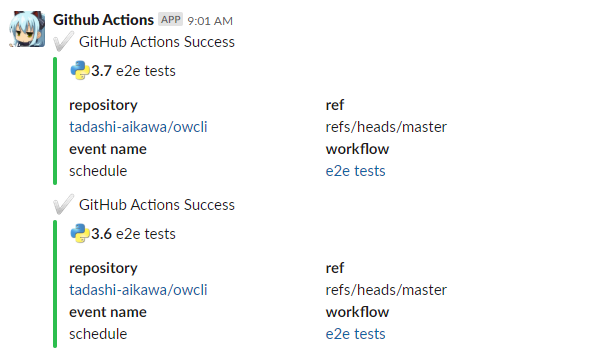 Github Actions APP 9:01 AM
GitHub Actions Success
3.7 e2e tests
repository ref
tadashi-aikawa/owcli refs/heads/master
event name workflow
schedule e2e tests
GitHub Actions Success
3.6 e2e tests
repository ref
tadashi-aikawa/owcli refs/heads/master
event name workflow
schedule e2e tests